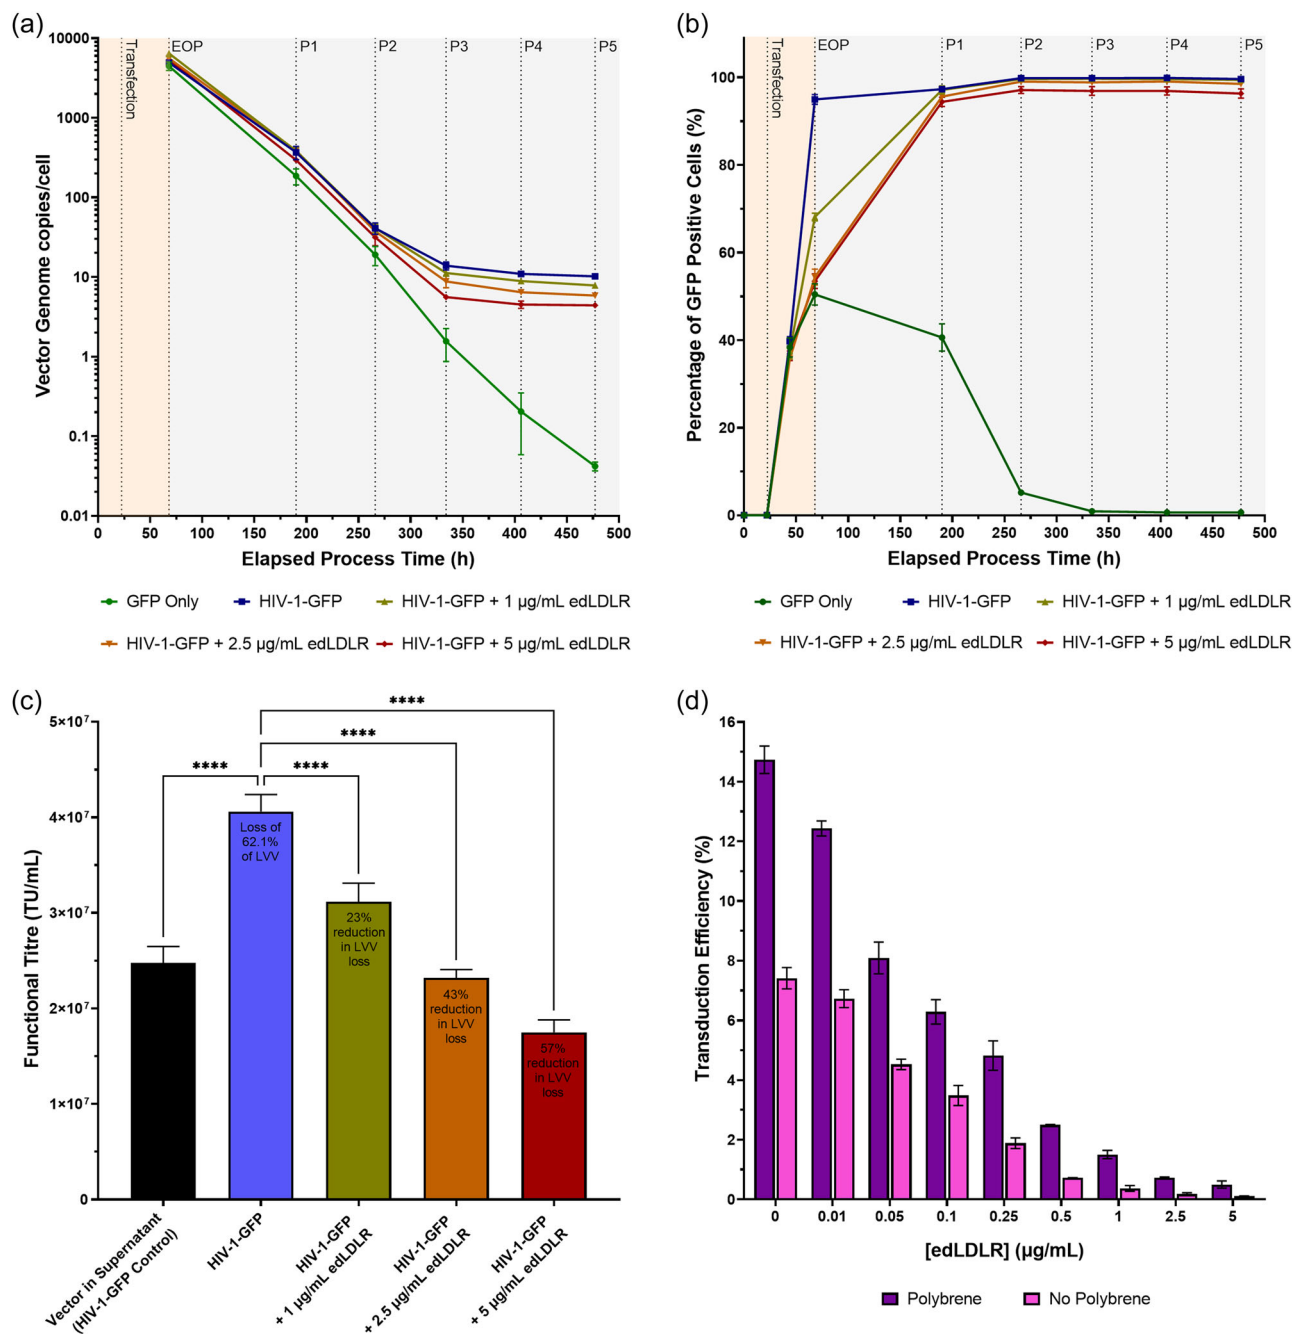 (a)
Vector Genome copies/cell
10000
1000
100
10
1
0.1
0.01
Transfection
EOP
P1
P2
P3
P4
P5
0 50 100 150 200 250 300 350 400 450 500
Elapsed Process Time (h)
GFP Only
HIV-1-GFP
HIV-1-GFP + 1 µg/mL edLDLR
HIV-1-GFP + 2.5 µg/mL edLDLR
HIV-1-GFP + 5 µg/mL edLDLR
(b)
Percentage of GFP Positive Cells (%)
100
80
60
40
20
0
Transfection
EOP
P1
P2
P3
P4
P5
0 50 100 150 200 250 300 350 400 450 500
Elapsed Process Time (h)
GFP Only
HIV-1-GFP
HIV-1-GFP + 1 µg/mL edLDLR
HIV-1-GFP + 2.5 µg/mL edLDLR
HIV-1-GFP + 5 µg/mL edLDLR
(c)
Functional Titre (TU/mL)
5×10⁷
4×10⁷
3×10⁷
2×10⁷
1×10⁷
0
****
****
****
****
Loss of
62.1%
of LVV
23%
reduction
in LVV
loss
43%
reduction
in LVV
loss
57%
reduction
in LVV
loss
Vector in Supernatant
(HIV-1-GFP Control)
HIV-1-GFP
HIV-1-GFP
+ 1 µg/mL edLDLR
HIV-1-GFP
+ 2.5 µg/mL edLDLR
HIV-1-GFP
+ 5 µg/mL edLDLR
(d)
Transduction Efficiency (%)
16
14
12
10
8
6
4
2
0
0 0.01 0.05 0.1 0.25 0.5 1 2.5 5
[edLDLR] (µg/mL)
Polybrene
No Polybrene